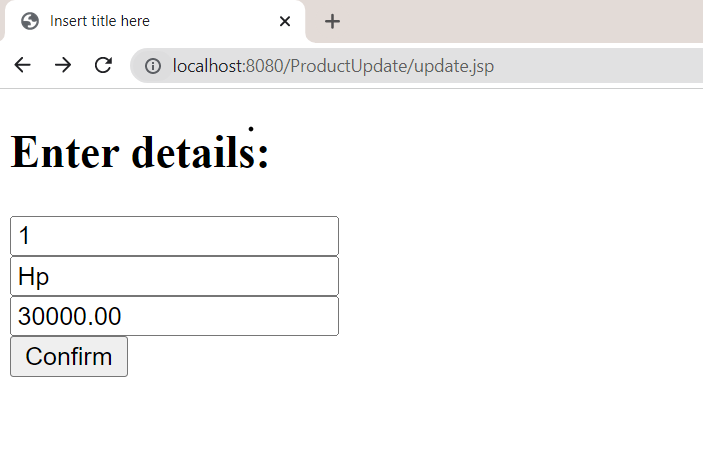 Insert title here
localhost:8080/ProductUpdate/update.jsp
Enter details:
1
Hp
30000.00
Confirm